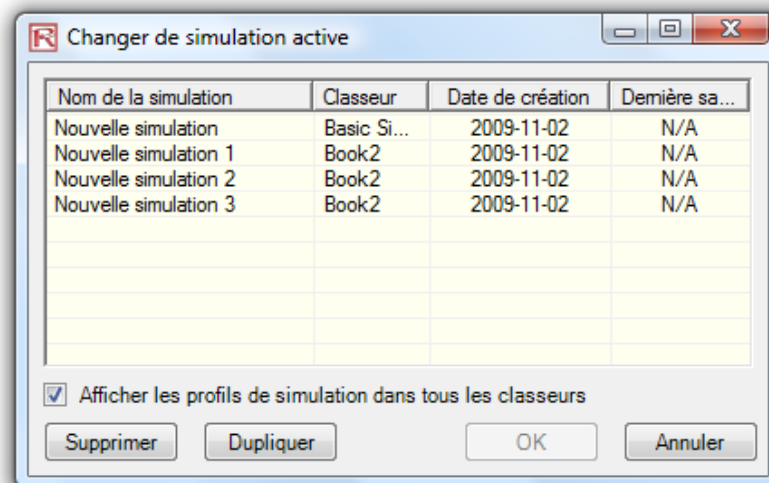 Changer de simulation active
Nom de la simulation Classeur Date de création Dernière sa...
Nouvelle simulation Basic Si... 2009-11-02 N/A
Nouvelle simulation 1 Book2 2009-11-02 N/A
Nouvelle simulation 2 Book2 2009-11-02 N/A
Nouvelle simulation 3 Book2 2009-11-02 N/A
Afficher les profils de simulation dans tous les classeurs
Supprimer Dupliquer OK Annuler